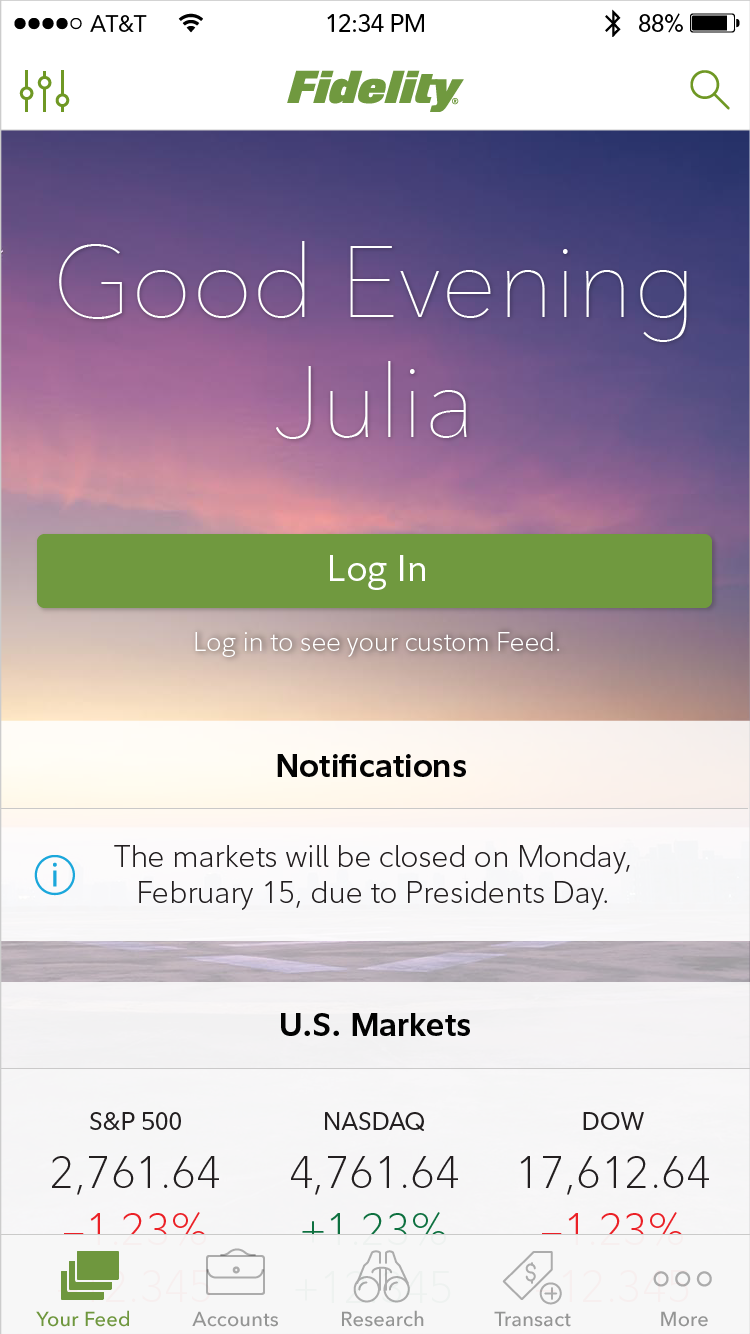 AT&T 12:34 PM 88%
Fidelity®
Good Evening
Julia
Log In
Log in to see your custom Feed.
Notifications
The markets will be closed on Monday,
February 15, due to Presidents Day.
U.S. Markets
S&P 500 NASDAQ DOW
2,761.64 4,761.64 17,612.64
–1.23% +1.23% –1.23%
Your Feed Accounts Research Transact More